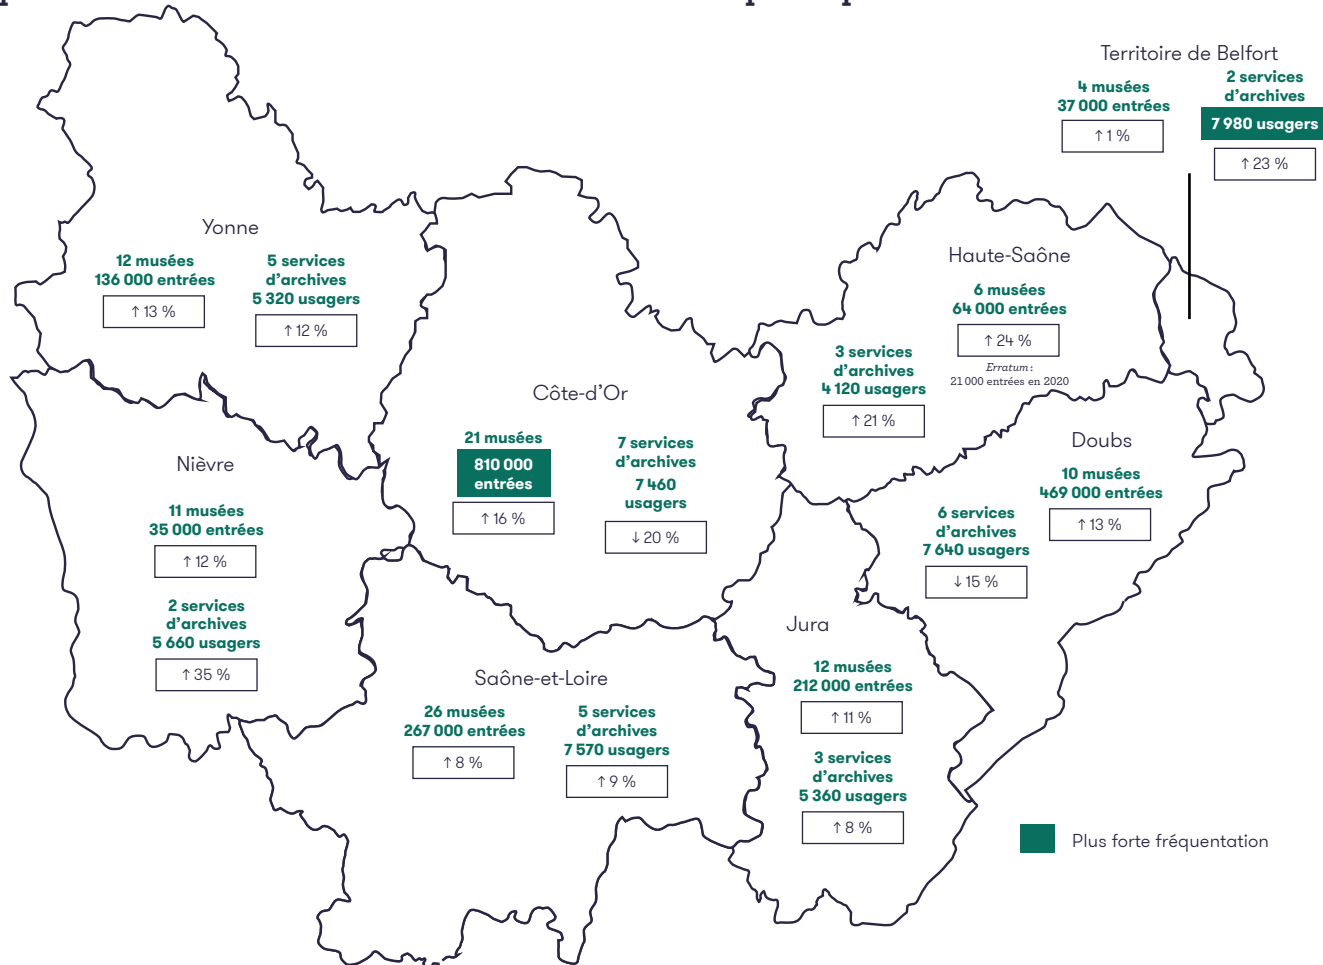 Territoire de Belfort
4 musées
37 000 entrées
↑ 1 %
2 services
d'archives
7 980 usagers
↑ 23 %
Yonne
12 musées
136 000 entrées
↑ 13 %
5 services
d'archives
5 320 usagers
↑ 12 %
Haute-Saône
6 musées
64 000 entrées
↑ 24 %
Erratum :
21 000 entrées en 2020
3 services
d'archives
4 120 usagers
↑ 21 %
Côte-d'Or
21 musées
810 000
entrées
↑ 16 %
7 services
d'archives
7 460
usagers
↓ 20 %
Doubs
10 musées
469 000 entrées
↑ 13 %
6 services
d'archives
7 640 usagers
↓ 15 %
Nièvre
11 musées
35 000 entrées
↑ 12 %
2 services
d'archives
5 660 usagers
↑ 35 %
Jura
12 musées
212 000 entrées
↑ 11 %
3 services
d'archives
5 360 usagers
↑ 8 %
Saône-et-Loire
26 musées
267 000 entrées
↑ 8 %
5 services
d'archives
7 570 usagers
↑ 9 %
Plus forte fréquentation